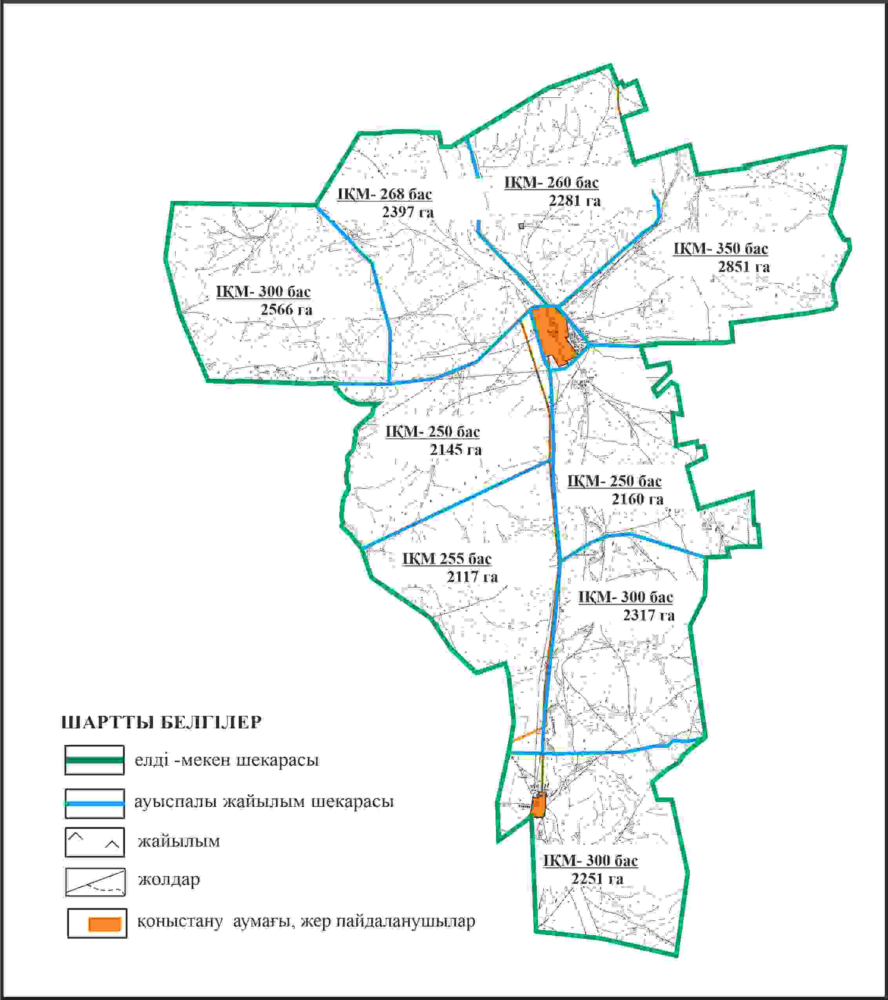 ІҚМ- 260 бас
2281 га
ІҚМ- 268 бас
2397 га
ІҚМ- 350 бас
2851 га
ІҚМ- 300 бас
2566 га
ІҚМ- 250 бас
2145 га
ІҚМ- 250 бас
2160 га
ІҚМ 255 бас
2117 га
ІҚМ- 300 бас
2317 га
ІҚМ- 300 бас
2251 га
ШАРТТЫ БЕЛГІЛЕР
елді -мекен шекарасы
ауыспалы жайылым шекарасы
жайылым
жолдар
қоныстану аумағы, жер пайдаланушылар